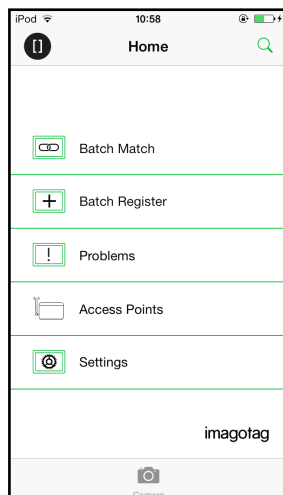 iPod 10:58
[] Home
Batch Match
Batch Register
Problems
Access Points
Settings
imagotag
Camera